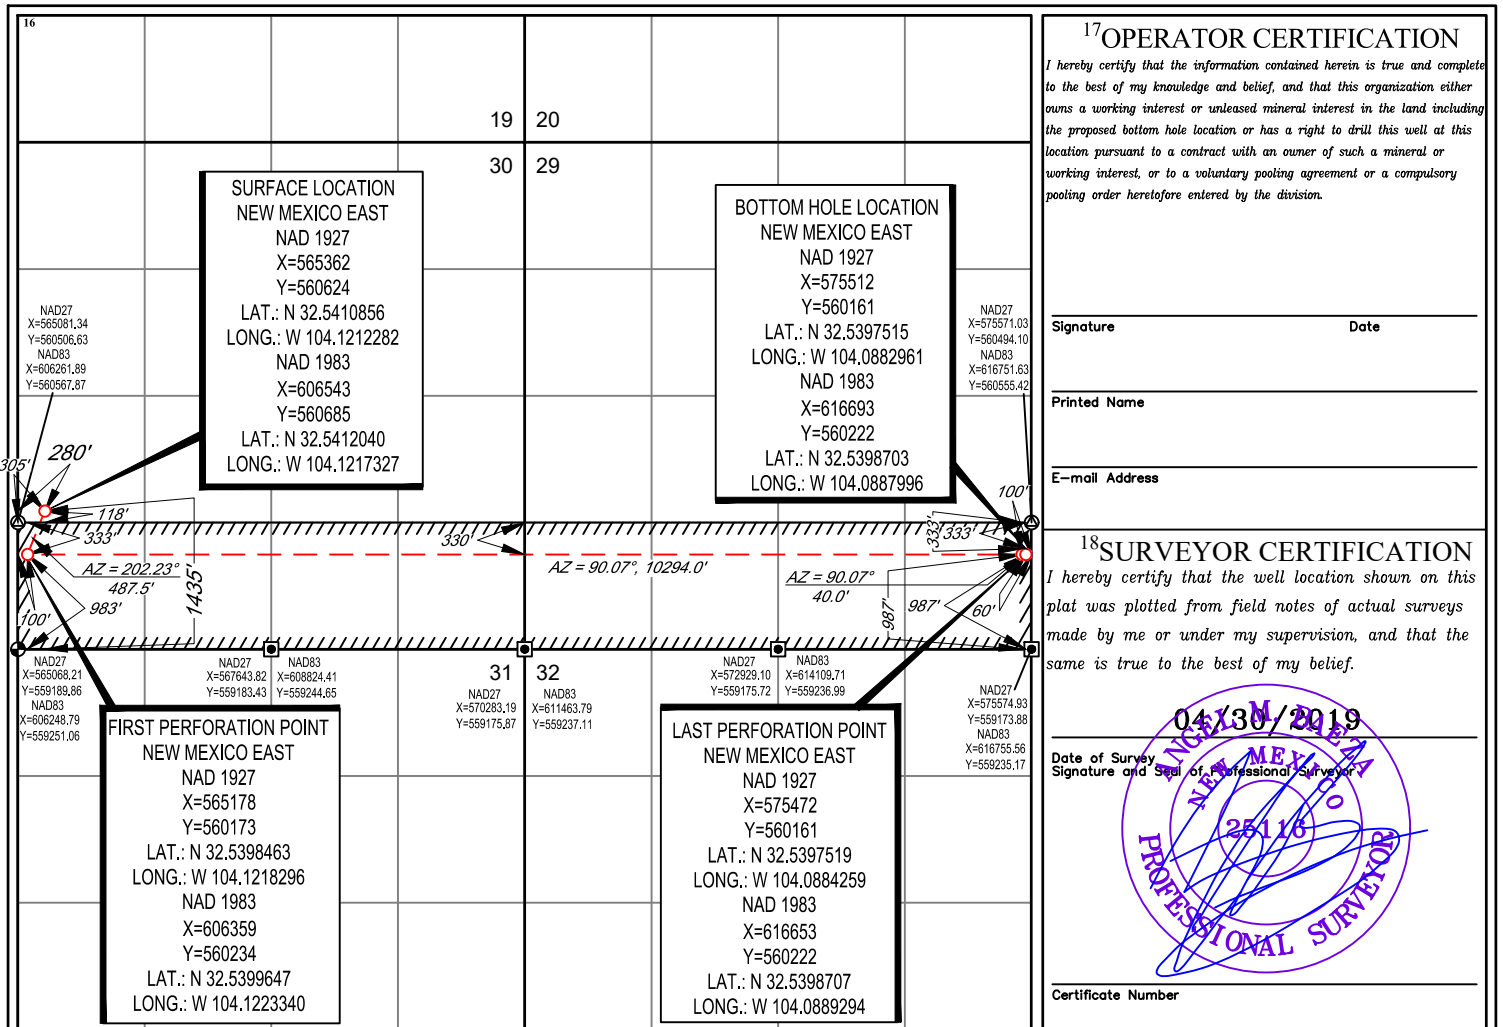 16
19 20
30 29
SURFACE LOCATION
NEW MEXICO EAST
NAD 1927
X=565362
Y=560624
LAT.: N 32.5410856
LONG.: W 104.1212282
NAD 1983
X=606543
Y=560685
LAT.: N 32.5412040
LONG.: W 104.1217327
BOTTOM HOLE LOCATION
NEW MEXICO EAST
NAD 1927
X=575512
Y=560161
LAT.: N 32.5397515
LONG.: W 104.0882961
NAD 1983
X=616693
Y=560222
LAT.: N 32.5398703
LONG.: W 104.0887996
NAD27
X=565081.34
Y=560506.63
NAD83
X=606261.89
Y=560567.87
NAD27
X=575571.03
Y=560494.10
NAD83
X=616751.63
Y=560555.42
305'
280'
118'
333'
330'
AZ = 202.23°
487.5'
1435'
983'
100'
AZ = 90.07°, 10294.0'
AZ = 90.07°
40.0'
100'
333'
333'
987'
987'
60'
31 32
NAD27
X=565068.21
Y=559189.86
NAD83
X=606248.79
Y=559251.06
NAD27
X=567643.82
Y=559183.43
NAD83
X=608824.41
Y=559244.65
NAD27
X=570283.19
Y=559175.87
NAD83
X=611463.79
Y=559237.11
NAD27
X=572929.10
Y=559175.72
NAD83
X=614109.71
Y=559236.99
NAD27
X=575574.93
Y=559173.88
NAD83
X=616755.56
Y=559235.17
FIRST PERFORATION POINT
NEW MEXICO EAST
NAD 1927
X=565178
Y=560173
LAT.: N 32.5398463
LONG.: W 104.1218296
NAD 1983
X=606359
Y=560234
LAT.: N 32.5399647
LONG.: W 104.1223340
LAST PERFORATION POINT
NEW MEXICO EAST
NAD 1927
X=575472
Y=560161
LAT.: N 32.5397519
LONG.: W 104.0884259
NAD 1983
X=616653
Y=560222
LAT.: N 32.5398707
LONG.: W 104.0889294
17OPERATOR CERTIFICATION
I hereby certify that the information contained herein is true and complete
to the best of my knowledge and belief, and that this organization either
owns a working interest or unleased mineral interest in the land including
the proposed bottom hole location or has a right to drill this well at this
location pursuant to a contract with an owner of such a mineral or
working interest, or to a voluntary pooling agreement or a compulsory
pooling order heretofore entered by the division.
Signature Date
Printed Name
E-mail Address
18SURVEYOR CERTIFICATION
I hereby certify that the well location shown on this
plat was plotted from field notes of actual surveys
made by me or under my supervision, and that the
same is true to the best of my belief.
04/30/2019
Date of Survey
Signature and Seal of Professional Surveyor
ANGEL M. BAEZA
NEW MEXICO
25116
PROFESSIONAL SURVEYOR
Certificate Number